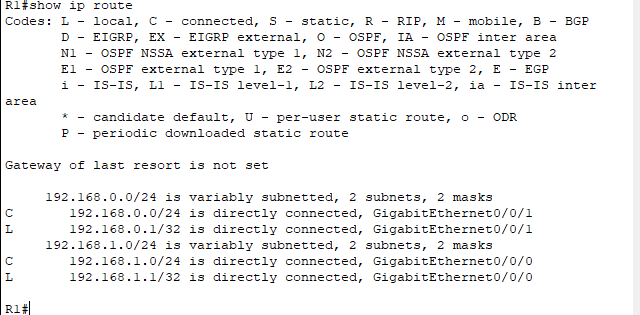 R1#show ip route
Codes: L - local, C - connected, S - static, R - RIP, M - mobile, B - BGP
       D - EIGRP, EX - EIGRP external, O - OSPF, IA - OSPF inter area
       N1 - OSPF NSSA external type 1, N2 - OSPF NSSA external type 2
       E1 - OSPF external type 1, E2 - OSPF external type 2, E - EGP
       i - IS-IS, L1 - IS-IS level-1, L2 - IS-IS level-2, ia - IS-IS inter
area
       * - candidate default, U - per-user static route, o - ODR
       P - periodic downloaded static route

Gateway of last resort is not set

     192.168.0.0/24 is variably subnetted, 2 subnets, 2 masks
C       192.168.0.0/24 is directly connected, GigabitEthernet0/0/1
L       192.168.0.1/32 is directly connected, GigabitEthernet0/0/1
     192.168.1.0/24 is variably subnetted, 2 subnets, 2 masks
C       192.168.1.0/24 is directly connected, GigabitEthernet0/0/0
L       192.168.1.1/32 is directly connected, GigabitEthernet0/0/0

R1#